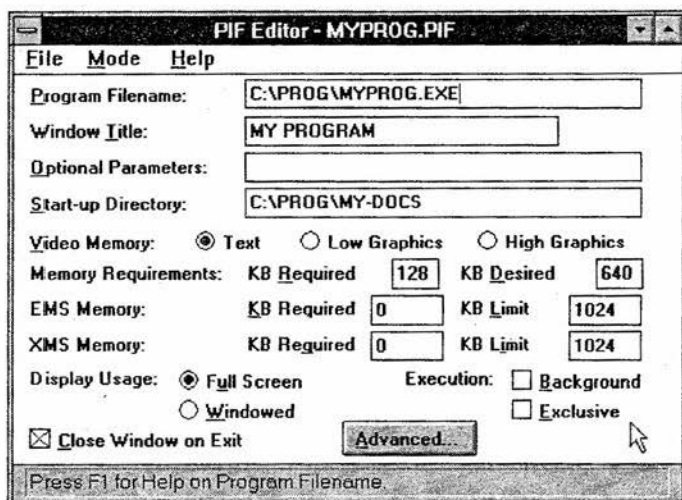 PIF Editor - MYPROG.PIF
File Mode Help
Program Filename: C:\PROG\MYPROG.EXE
Window Title: MY PROGRAM
Optional Parameters:
Start-up Directory: C:\PROG\MY-DOCS
Video Memory: Text Low Graphics High Graphics
Memory Requirements: KB Required 128 KB Desired 640
EMS Memory: KB Required 0 KB Limit 1024
XMS Memory: KB Required 0 KB Limit 1024
Display Usage: Full Screen Execution: Background
Windowed Exclusive
Close Window on Exit Advanced...
Press F1 for Help on Program Filename.